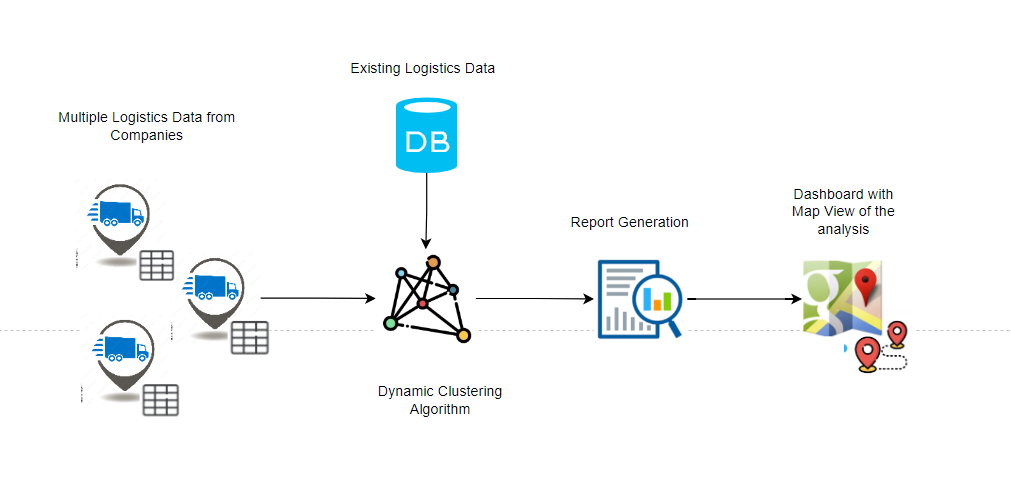 Existing Logistics Data
DB
Multiple Logistics Data from
Companies
Report Generation
Dashboard with
Map View of the
analysis
g
Dynamic Clustering
Algorithm